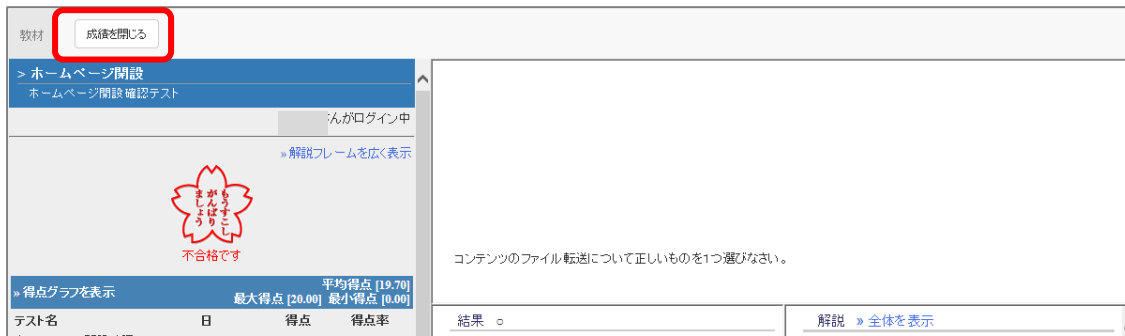 教材 成績を閉じる
> ホームページ開設
ホームページ開設 確認テスト
さんがログイン中
» 解説フレームを広く表示
もうすこし
がんばり
ましょう
不合格です
» 得点グラフを表示
平均得点 [19.70]
最大得点 [20.00] 最小得点 [0.00]
テスト名 日 得点 得点率
コンテンツのファイル転送について正しいものを1つ選びなさい。
結果 ○
解説 » 全体を表示